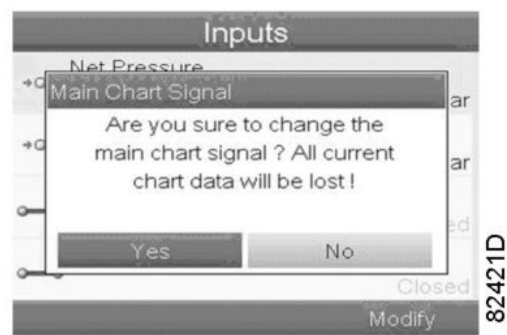 Inputs
Net Pressure
Main Chart Signal
ar
Are you sure to change the
main chart signal ? All current
ar
chart data will be lost !
ed
Yes
No
Closed
Modify
82421D